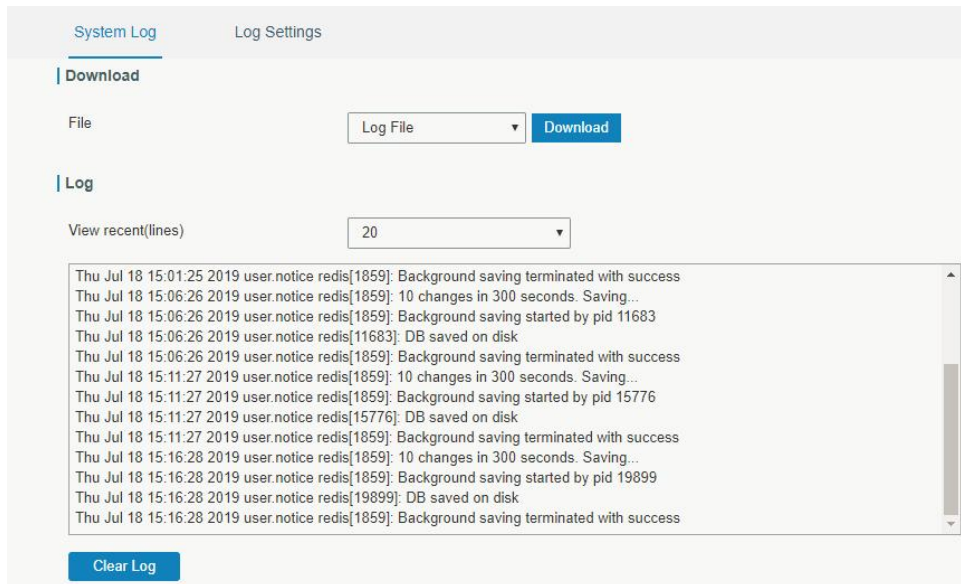 System Log Log Settings
Download
File Log File Download
Log
View recent(lines) 20
Thu Jul 18 15:01:25 2019 user.notice redis[1859]: Background saving terminated with success
Thu Jul 18 15:06:26 2019 user.notice redis[1859]: 10 changes in 300 seconds. Saving...
Thu Jul 18 15:06:26 2019 user.notice redis[1859]: Background saving started by pid 11683
Thu Jul 18 15:06:26 2019 user.notice redis[11683]: DB saved on disk
Thu Jul 18 15:06:26 2019 user.notice redis[1859]: Background saving terminated with success
Thu Jul 18 15:11:27 2019 user.notice redis[1859]: 10 changes in 300 seconds. Saving...
Thu Jul 18 15:11:27 2019 user.notice redis[1859]: Background saving started by pid 15776
Thu Jul 18 15:11:27 2019 user.notice redis[15776]: DB saved on disk
Thu Jul 18 15:11:27 2019 user.notice redis[1859]: Background saving terminated with success
Thu Jul 18 15:16:28 2019 user.notice redis[1859]: 10 changes in 300 seconds. Saving...
Thu Jul 18 15:16:28 2019 user.notice redis[1859]: Background saving started by pid 19899
Thu Jul 18 15:16:28 2019 user.notice redis[19899]: DB saved on disk
Thu Jul 18 15:16:28 2019 user.notice redis[1859]: Background saving terminated with success
Clear Log